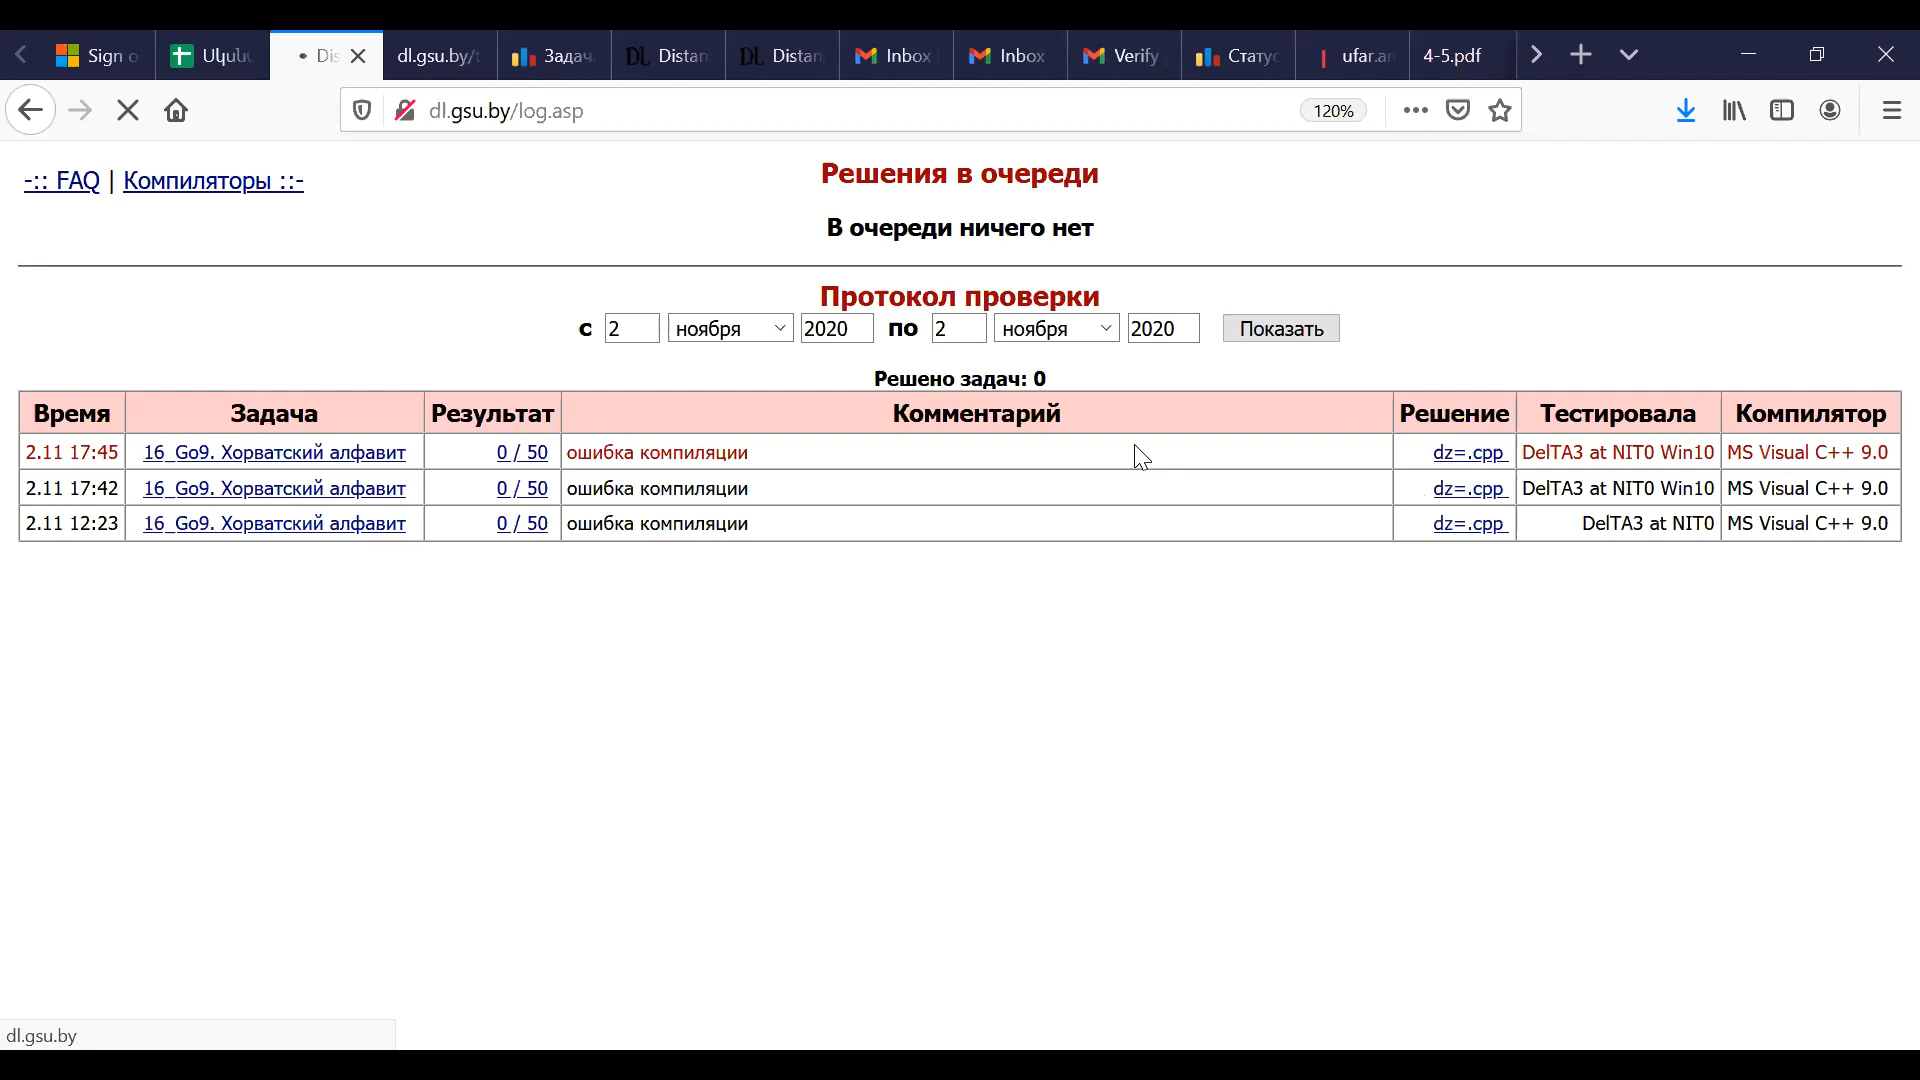 Sign o
Սկսև
Dis
dl.gsu.by/t
Задач
DL Distan
DL Distan
Inbox
Inbox
Verify
Статус
ufar.am
4-5.pdf
dl.gsu.by/log.asp
120%
-:: FAQ | Компиляторы ::-
Решения в очереди
В очереди ничего нет
Протокол проверки
с 2 ноября 2020 по 2 ноября 2020 Показать
Решено задач: 0
Время Задача Результат Комментарий Решение Тестировала Компилятор
2.11 17:45 16_Go9. Хорватский алфавит 0 / 50 ошибка компиляции dz=.cpp DelTA3 at NIT0 Win10 MS Visual C++ 9.0
2.11 17:42 16_Go9. Хорватский алфавит 0 / 50 ошибка компиляции dz=.cpp DelTA3 at NIT0 Win10 MS Visual C++ 9.0
2.11 12:23 16_Go9. Хорватский алфавит 0 / 50 ошибка компиляции dz=.cpp DelTA3 at NIT0 MS Visual C++ 9.0
dl.gsu.by